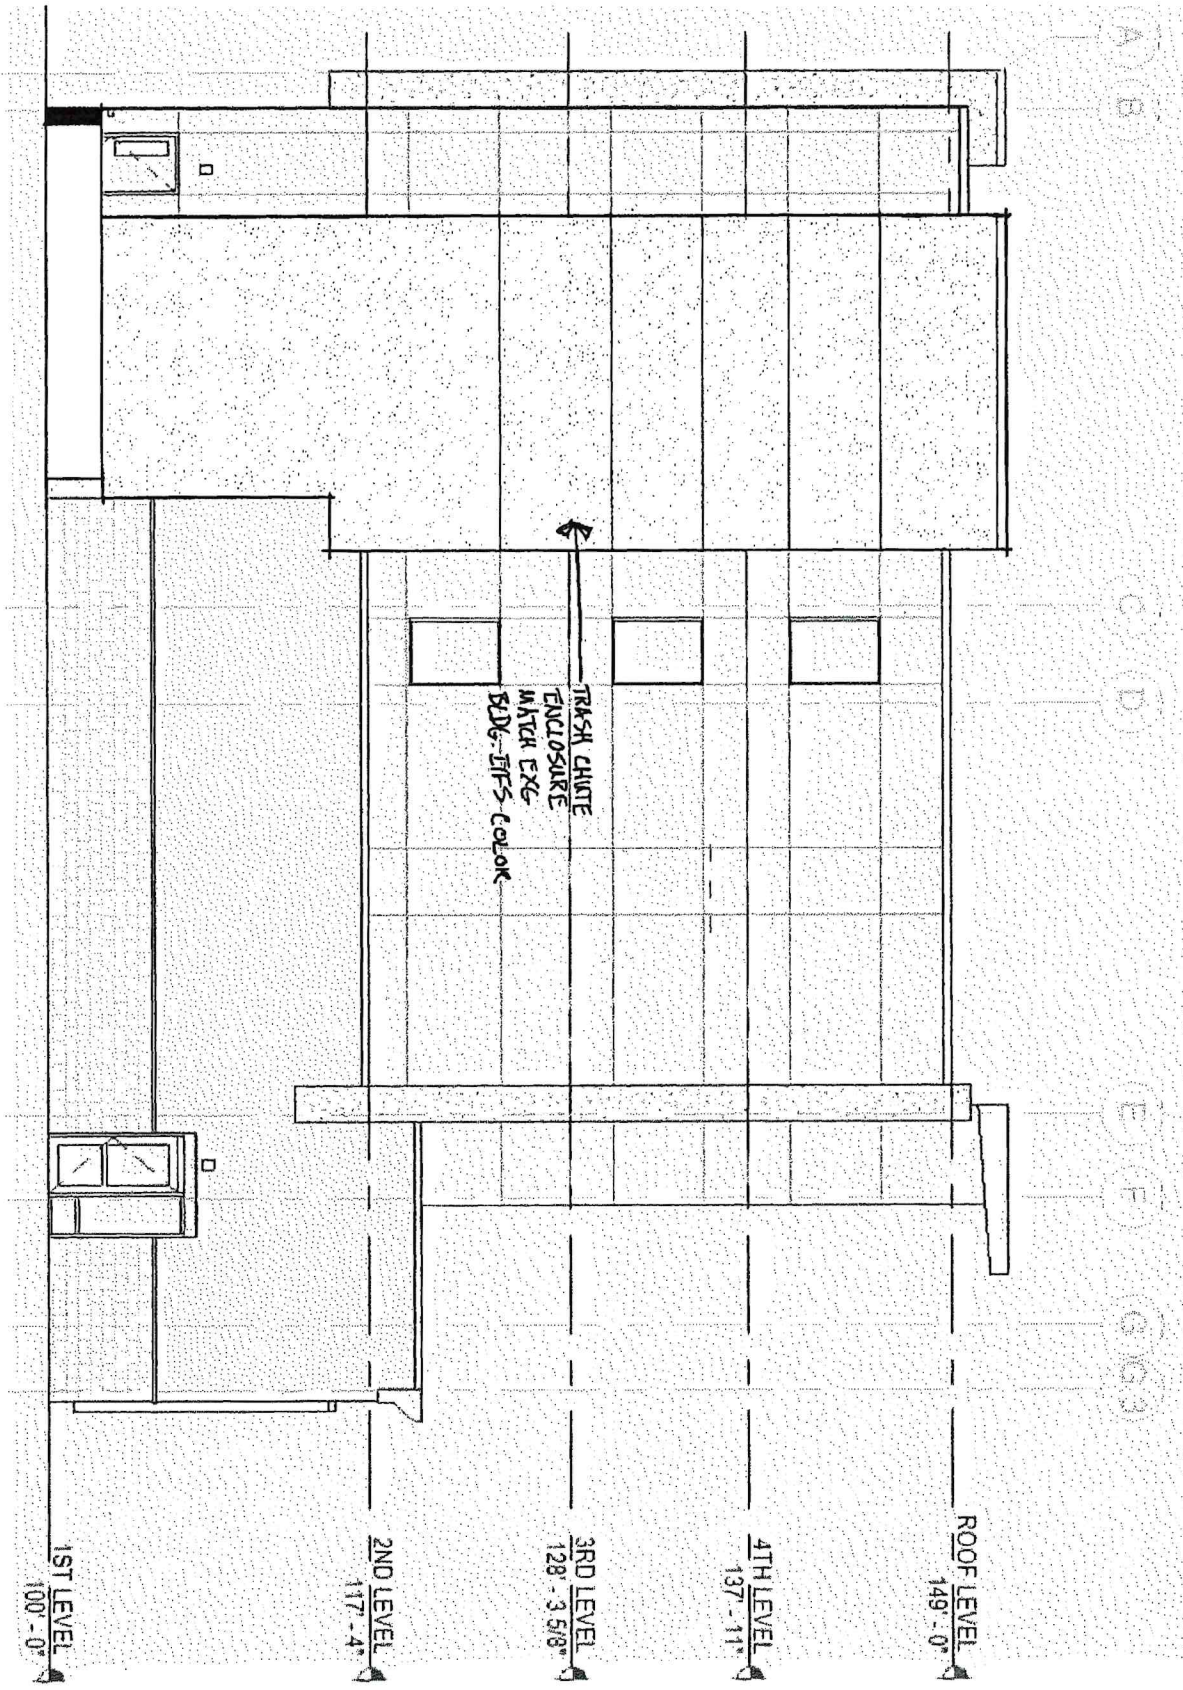 A B C D E F G G3
TRASH CHUTE
ENCLOSURE
MATCH EXG
BLDG. EIFS COLOR
ROOF LEVEL
149' - 0"
4TH LEVEL
137' - 11"
3RD LEVEL
128' - 3 5/8"
2ND LEVEL
117' - 4"
1ST LEVEL
100' - 0"